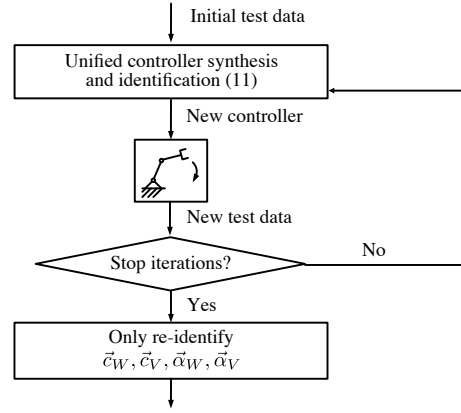 Initial test data
Unified controller synthesis
and identification (11)
New controller
New test data
Stop iterations?
No
Yes
Only re-identify
$\vec{c}_W, \vec{c}_V, \vec{\alpha}_W, \vec{\alpha}_V$